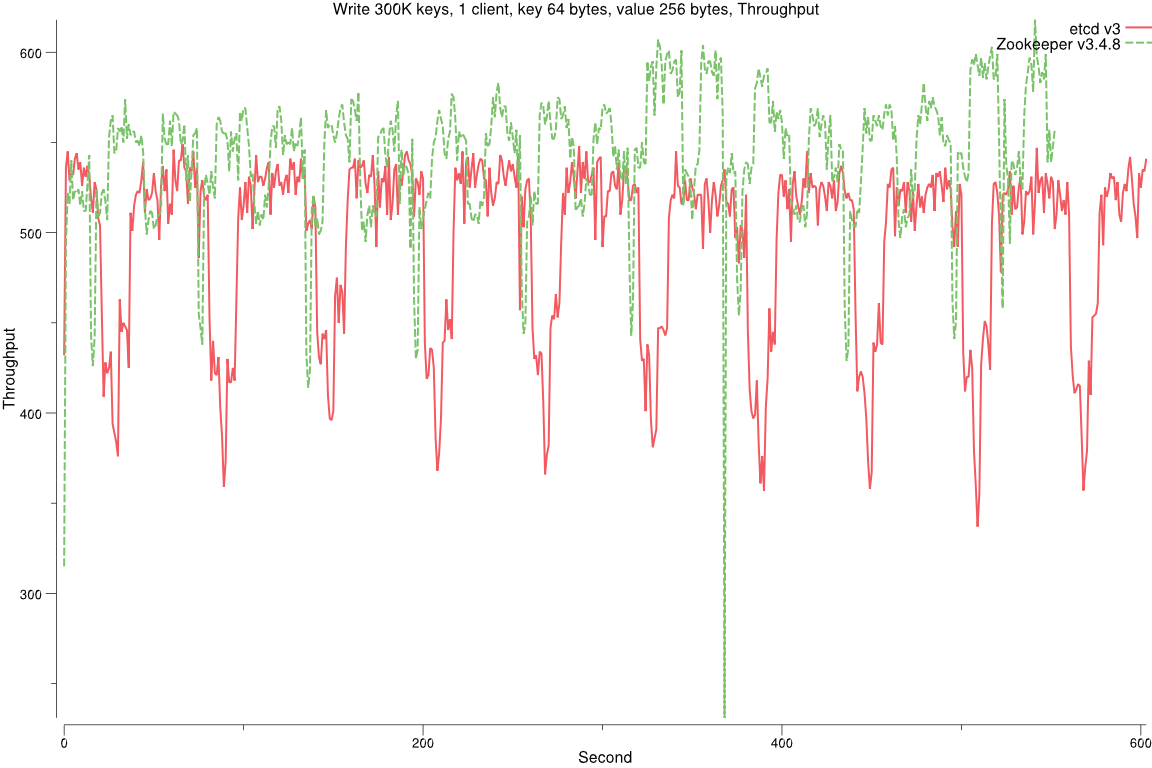 Write 300K keys, 1 client, key 64 bytes, value 256 bytes, Throughput
etcd v3
Zookeeper v3.4.8
600
500
400
300
Throughput
0
200
400
600
Second